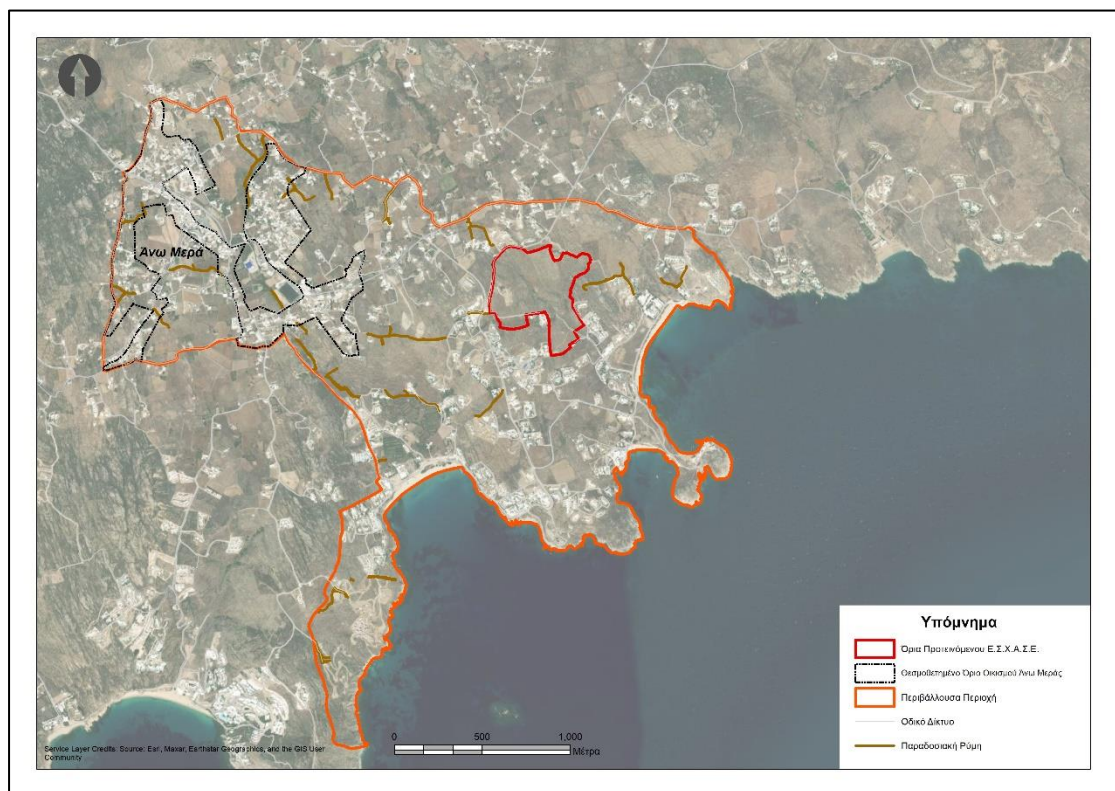 Άνω Μερά
Υπόμνημα
Όρια Προτεινόμενου Ε.Σ.Χ.Α.Σ.Ε.
Θεσμοθετημένο Όριο Οικισμού Άνω Μεράς
Περιβάλλουσα Περιοχή
Οδικό Δίκτυο
Παραδοσιακή Ρύμη
0 500 1.000
Μέτρα
Service Layer Credits: Source: Esri, Maxar, Earthstar Geographics, and the GIS User
Community